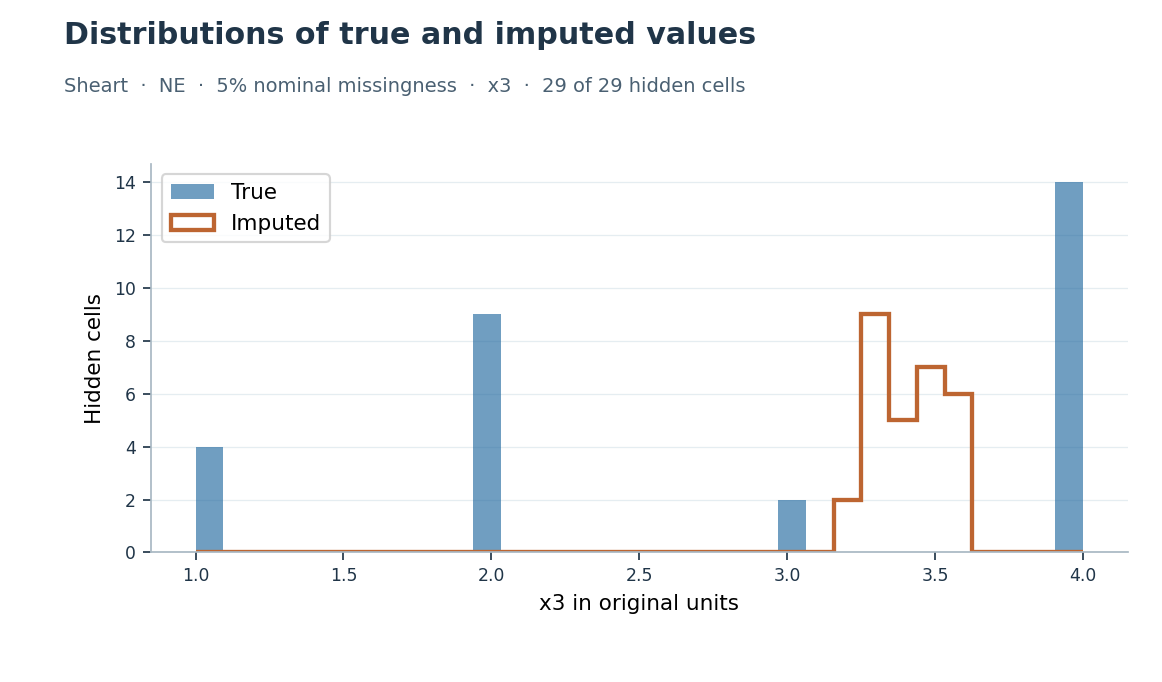 Distributions of true and imputed values
Sheart · NE · 5% nominal missingness · x3 · 29 of 29 hidden cells
True
Imputed
Hidden cells
14
12
10
8
6
4
2
0
1.0 1.5 2.0 2.5 3.0 3.5 4.0
x3 in original units